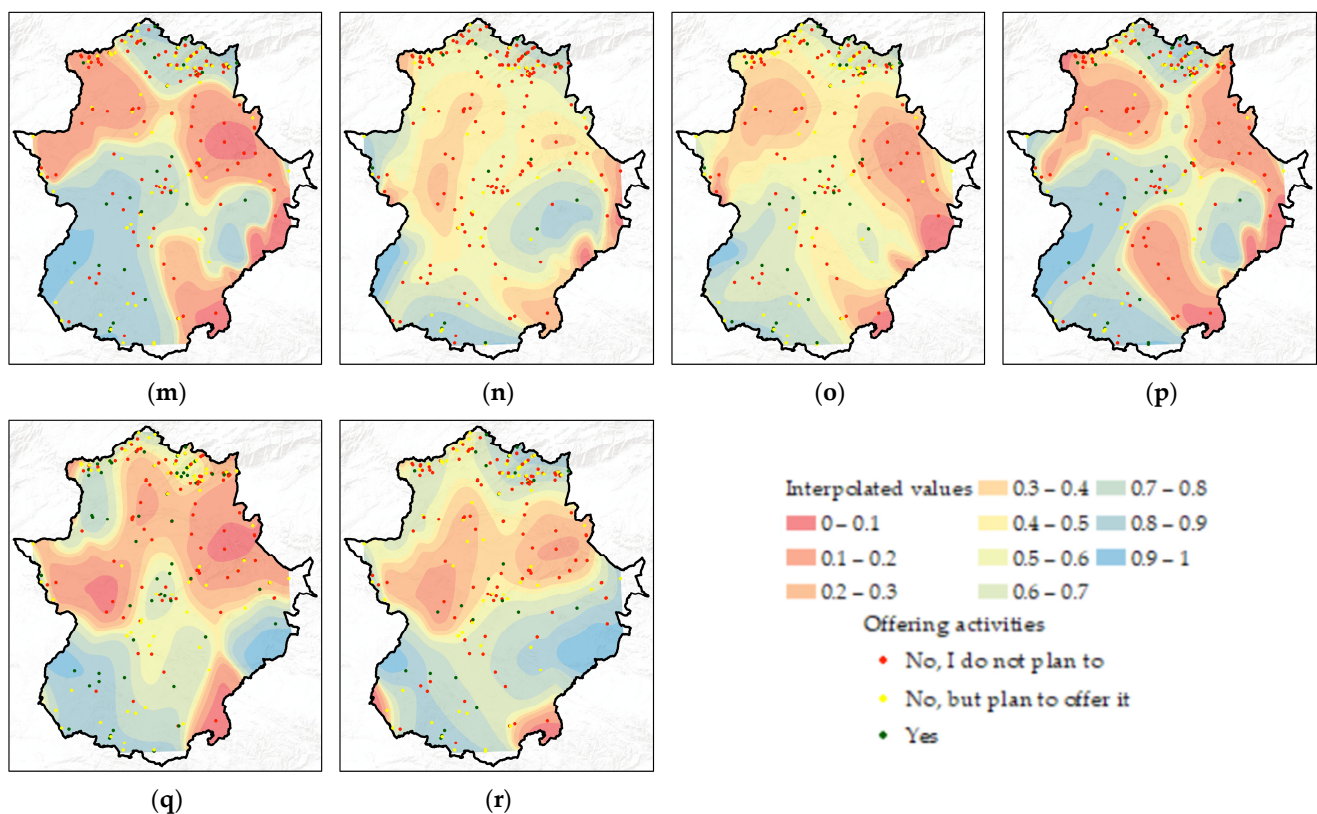 (m) (n) (o) (p)
Interpolated values 0.3 – 0.4 0.7 – 0.8
0 – 0.1 0.4 – 0.5 0.8 – 0.9
0.1 – 0.2 0.5 – 0.6 0.9 – 1
0.2 – 0.3 0.6 – 0.7
Offering activities
No, I do not plan to
No, but plan to offer it
Yes
(q) (r)